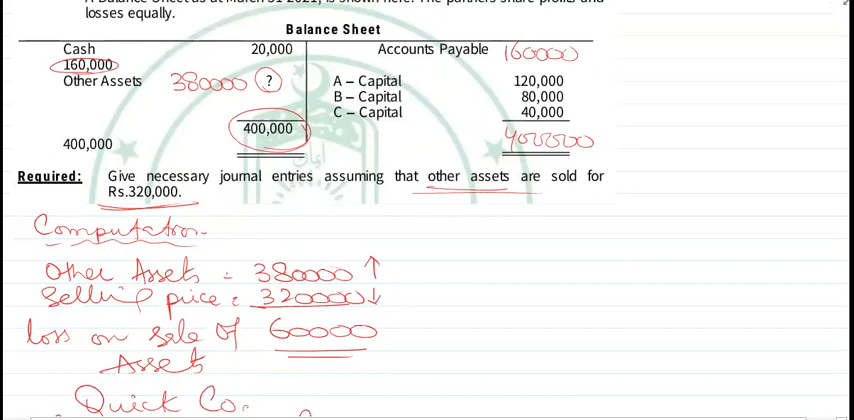 losses equally.
Balance Sheet
Cash 20,000 Accounts Payable 160000
160,000
Other Assets 380000 ? A – Capital 120,000
B – Capital 80,000
C – Capital 40,000
400,000 400000
400,000
Required: Give necessary journal entries assuming that other assets are sold for
Rs.320,000.
Computation
Other Assets = 380000 ↑
Selling price = 320000 ↓
loss on Sale of 60000
Assets
Quick Co.